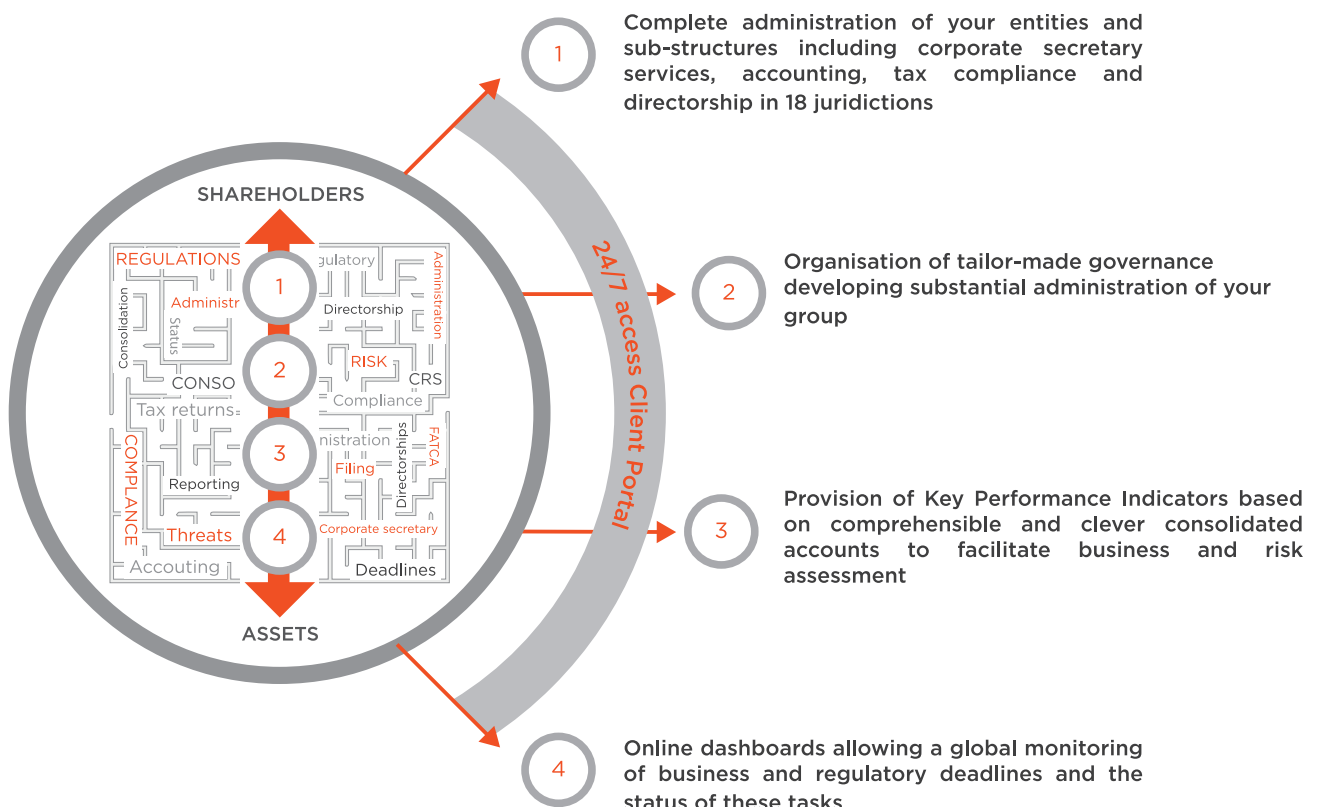 1
Complete administration of your entities and
sub-structures including corporate secretary
services, accounting, tax compliance and
directorship in 18 juridictions
SHAREHOLDERS
REGULATIONS
1
gulatory
Administration
Administr
Directorship
Consolidation
Status
2
RISK
CONSO
CRS
Compliance
Tax returns
3
nistration
FATCA
COMPLANCE
Filing
Directorships
Reporting
4
Threats
Corporate secretary
Accouting
Deadlines
ASSETS
24/7 access Client Portal
2
Organisation of tailor-made governance
developing substantial administration of your
group
3
Provision of Key Performance Indicators based
on comprehensible and clever consolidated
accounts to facilitate business and risk
assessment
4
Online dashboards allowing a global monitoring
of business and regulatory deadlines and the
status of these tasks